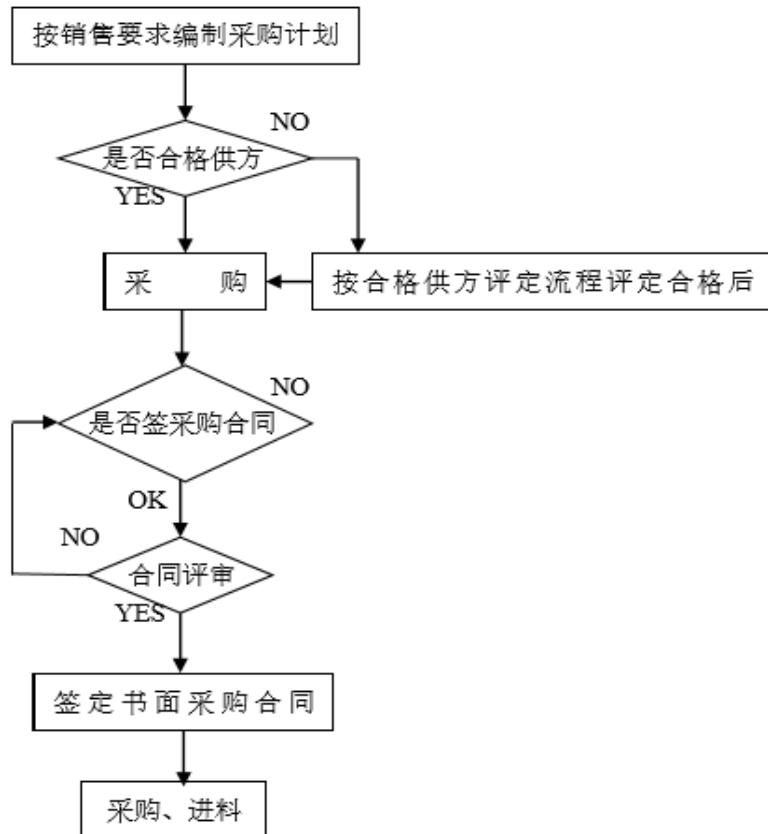 按销售要求编制采购计划
NO
是否合格供方
YES
采 购
按合格供方评定流程评定合格后
NO
是否签采购合同
OK
NO
合同评审
YES
签定书面采购合同
采购、进料